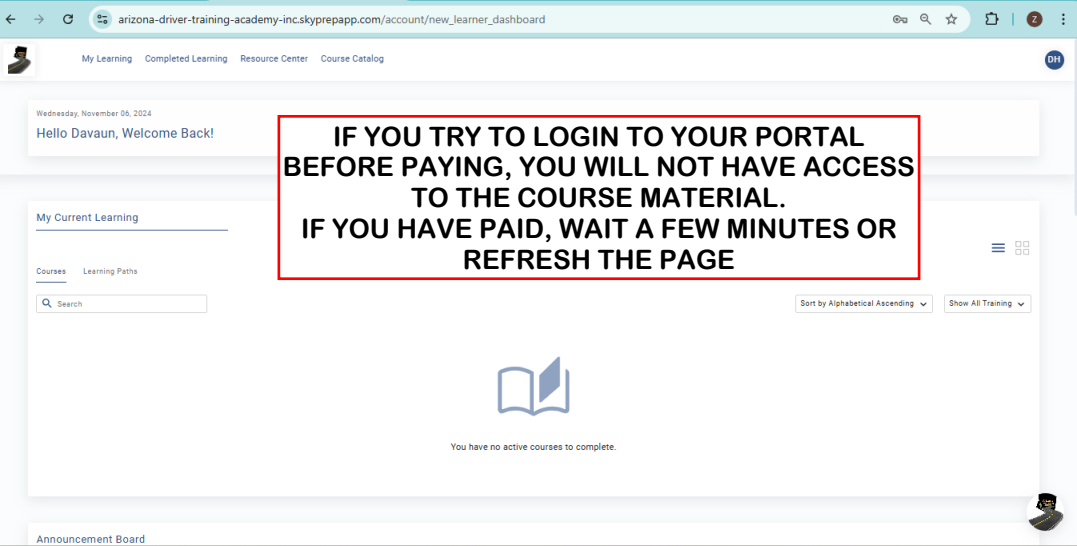 arizona-driver-training-academy-inc.skyprepapp.com/account/new_learner_dashboard
Z
My Learning Completed Learning Resource Center Course Catalog
DH
Wednesday, November 06, 2024
Hello Davaun, Welcome Back!
IF YOU TRY TO LOGIN TO YOUR PORTAL
BEFORE PAYING, YOU WILL NOT HAVE ACCESS
TO THE COURSE MATERIAL.
IF YOU HAVE PAID, WAIT A FEW MINUTES OR
REFRESH THE PAGE
My Current Learning
Courses Learning Paths
Search
Sort by Alphabetical Ascending
Show All Training
You have no active courses to complete.
Announcement Board